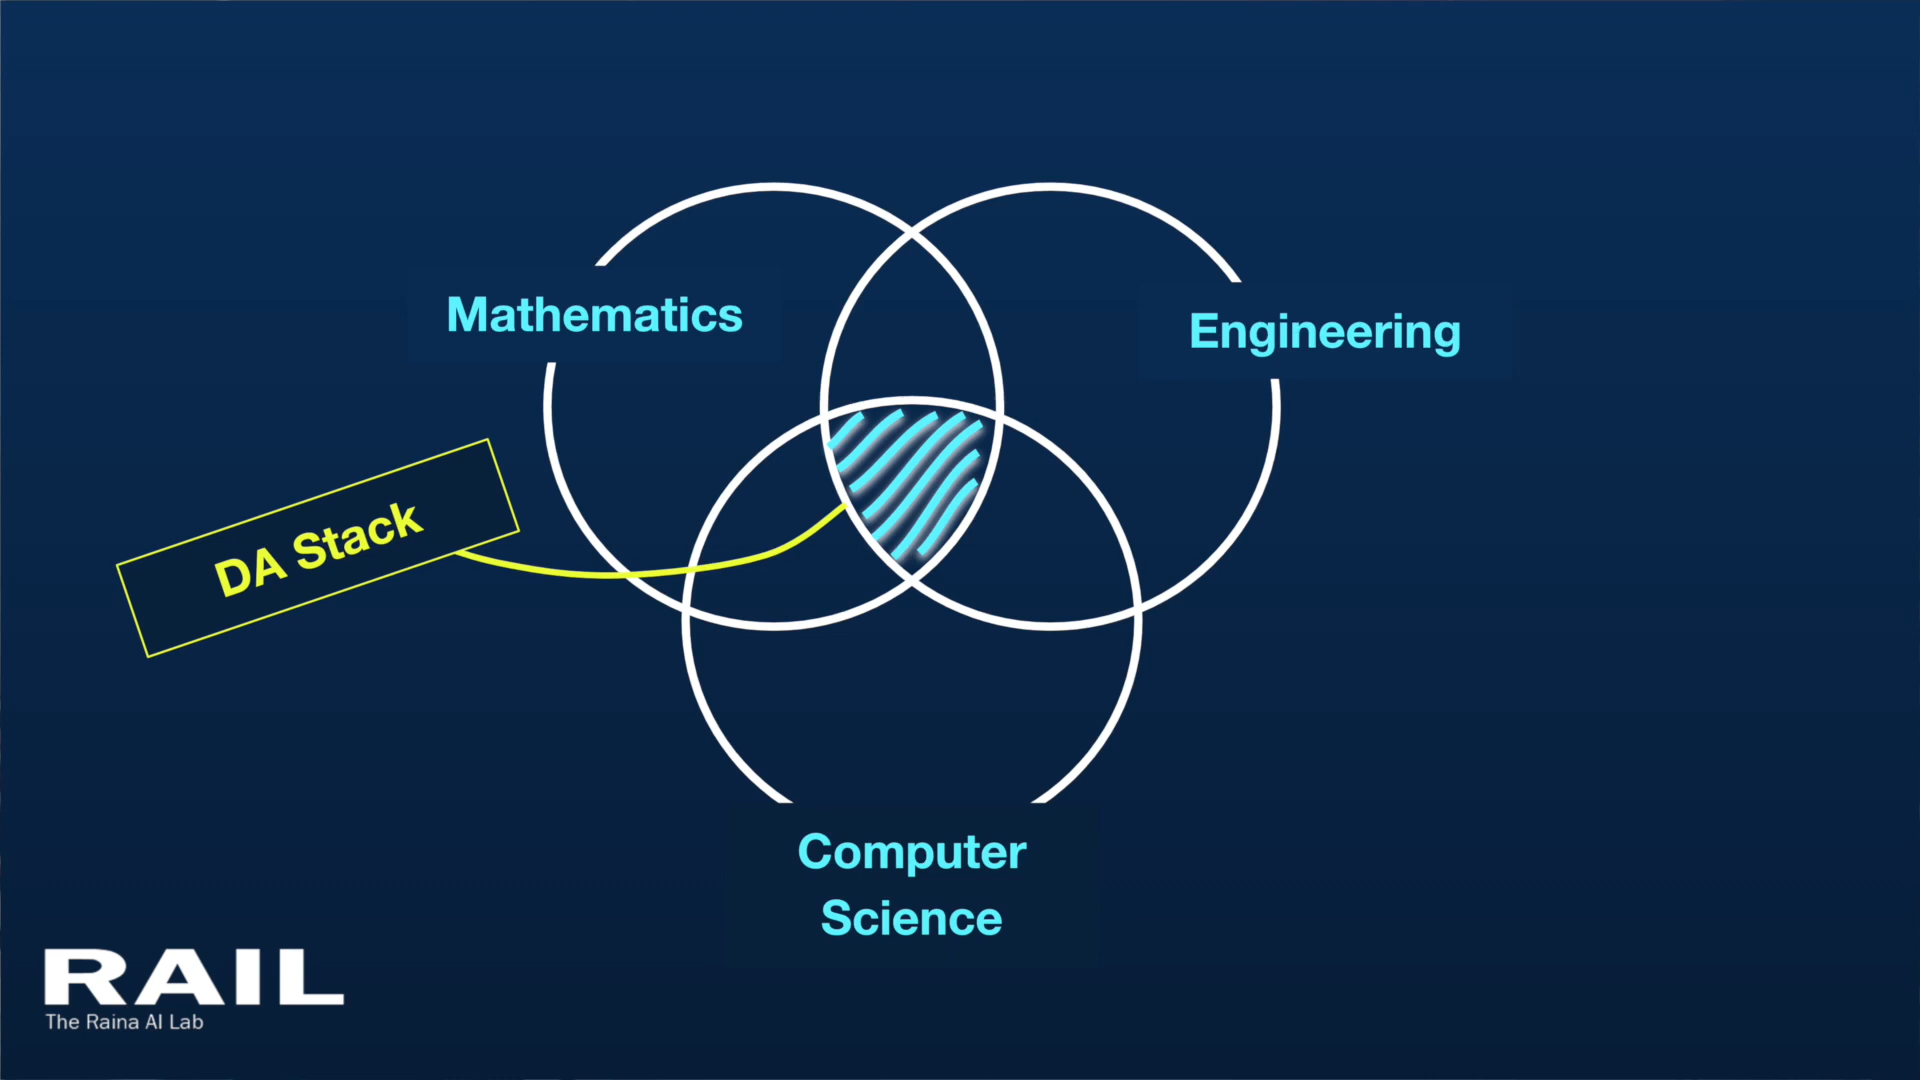 Mathematics
Engineering
DA Stack
Computer
Science
RAIL
The Raina AI Lab